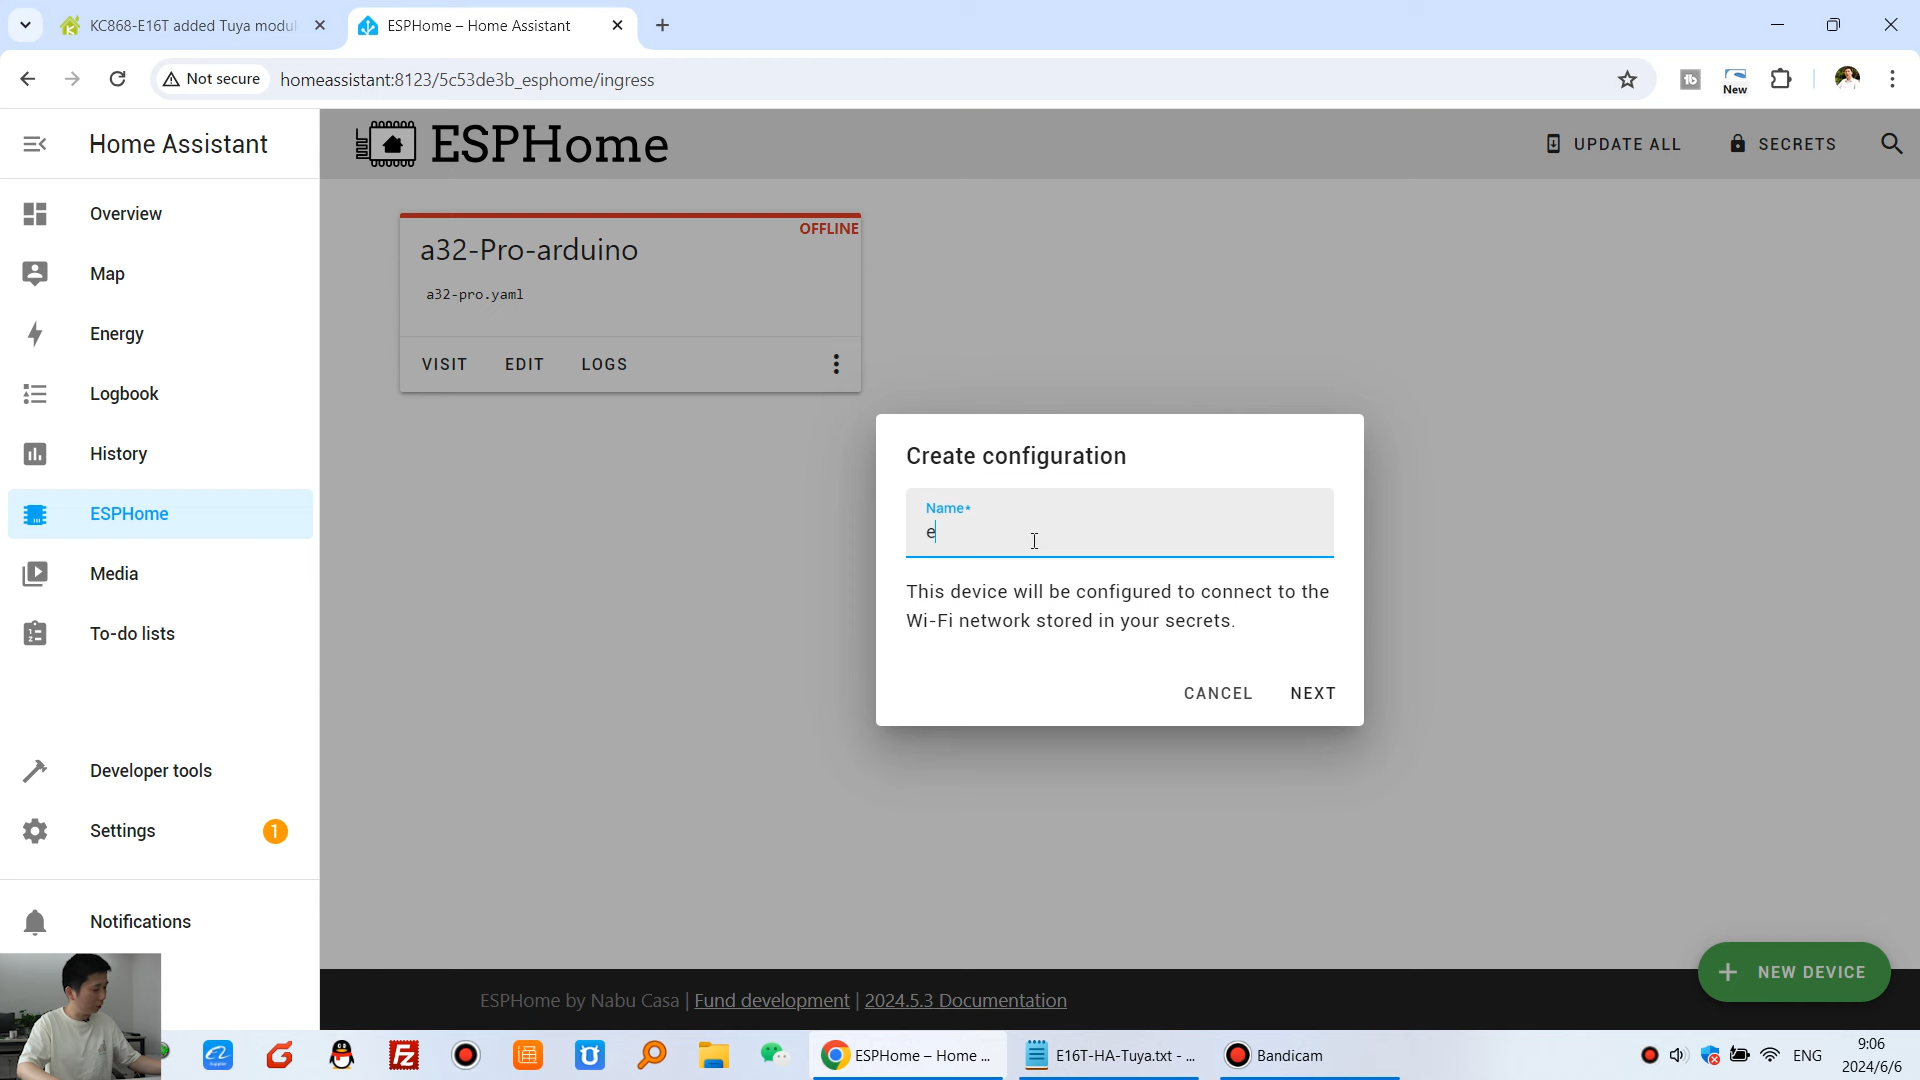 KC868-E16T added Tuya modul
ESPHome – Home Assistant
Not secure
homeassistant:8123/5c53de3b_esphome/ingress
New
Home Assistant
ESPHome
UPDATE ALL
SECRETS
Overview
Map
Energy
Logbook
History
ESPHome
Media
To-do lists
Developer tools
Settings
1
Notifications
OFFLINE
a32-Pro-arduino
a32-pro.yaml
VISIT
EDIT
LOGS
Create configuration
Name*
e
This device will be configured to connect to the
Wi-Fi network stored in your secrets.
CANCEL
NEXT
NEW DEVICE
ESPHome by Nabu Casa | Fund development | 2024.5.3 Documentation
ESPHome – Home ...
E16T-HA-Tuya.txt - ...
Bandicam
ENG
9:06
2024/6/6